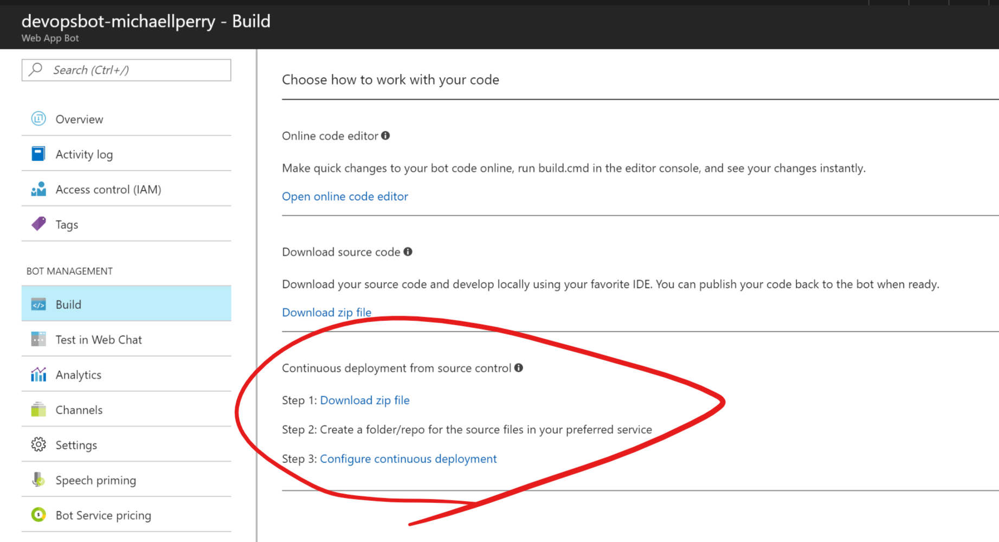 devopsbot-michaellperry - Build
Web App Bot
Search (Ctrl+/)
Overview
Activity log
Access control (IAM)
Tags
BOT MANAGEMENT
Build
Test in Web Chat
Analytics
Channels
Settings
Speech priming
Bot Service pricing
Choose how to work with your code
Online code editor
Make quick changes to your bot code online, run build.cmd in the editor console, and see your changes instantly.
Open online code editor
Download source code
Download your source code and develop locally using your favorite IDE. You can publish your code back to the bot when ready.
Download zip file
Continuous deployment from source control
Step 1: Download zip file
Step 2: Create a folder/repo for the source files in your preferred service
Step 3: Configure continuous deployment